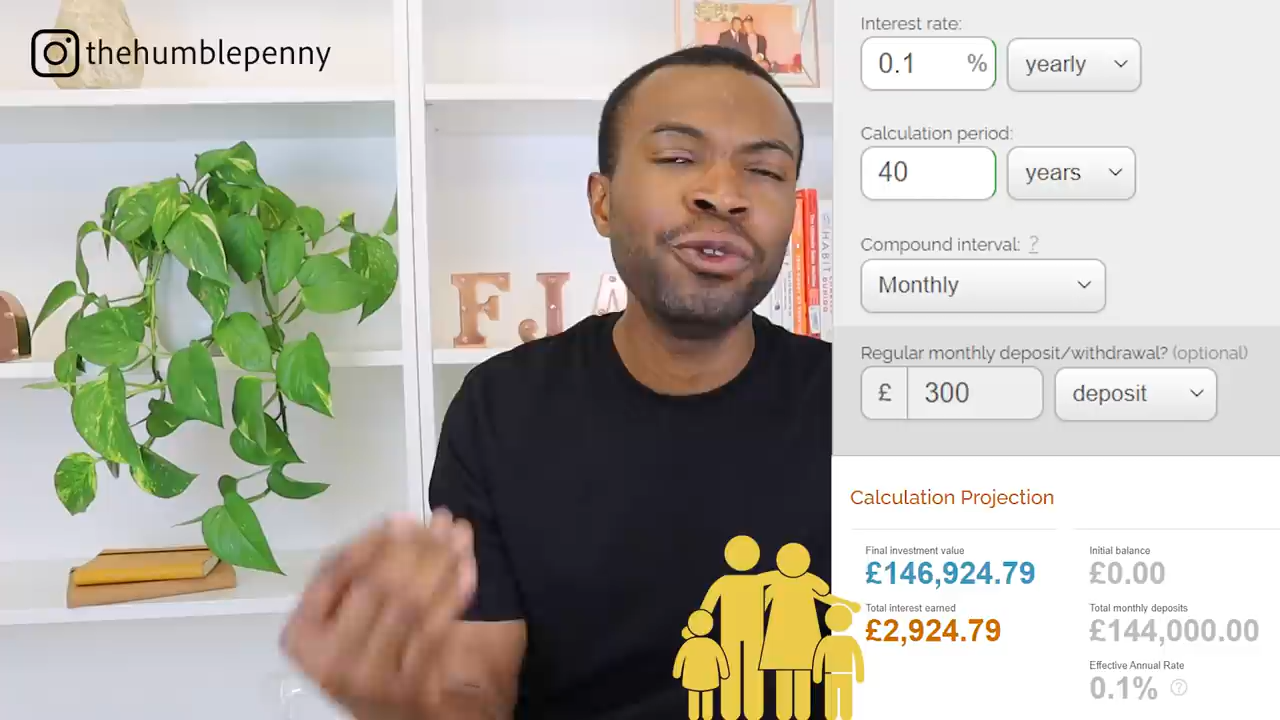 thehumblepenny
FI
HABIT
Interest rate:
0.1 %
yearly
Calculation period:
40
years
Compound interval: ?
Monthly
Regular monthly deposit/withdrawal? (optional)
£ 300
deposit
Calculation Projection
Final investment value
£146,924.79
Initial balance
£0.00
Total interest earned
£2,924.79
Total monthly deposits
£144,000.00
Effective Annual Rate
0.1% ?